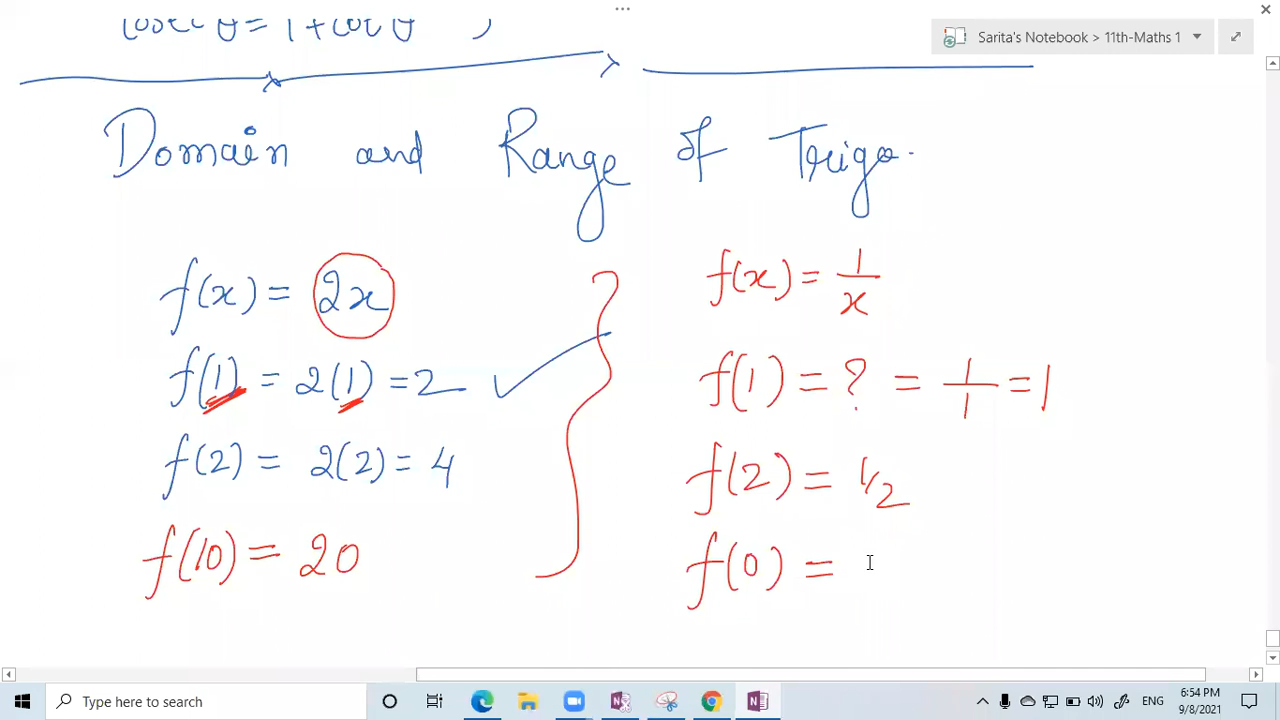 Sarita's Notebook > 11th-Maths 1
Domain and Range of Trigo.
f(x) = 2x
f(1) = 2(1) = 2
f(2) = 2(2) = 4
f(10) = 20
f(x) = 1/x
f(1) = ? = 1/1 = 1
f(2) = 1/2
f(0) =
Type here to search
ENG
6:54 PM
9/8/2021